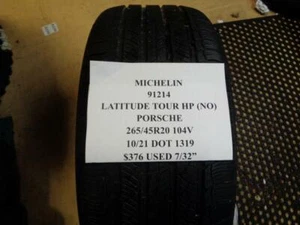 MICHELIN
91214
LATITUDE TOUR HP (NO)
PORSCHE
265/45R20 104V
10/21 DOT 1319
$376 USED 7/32"